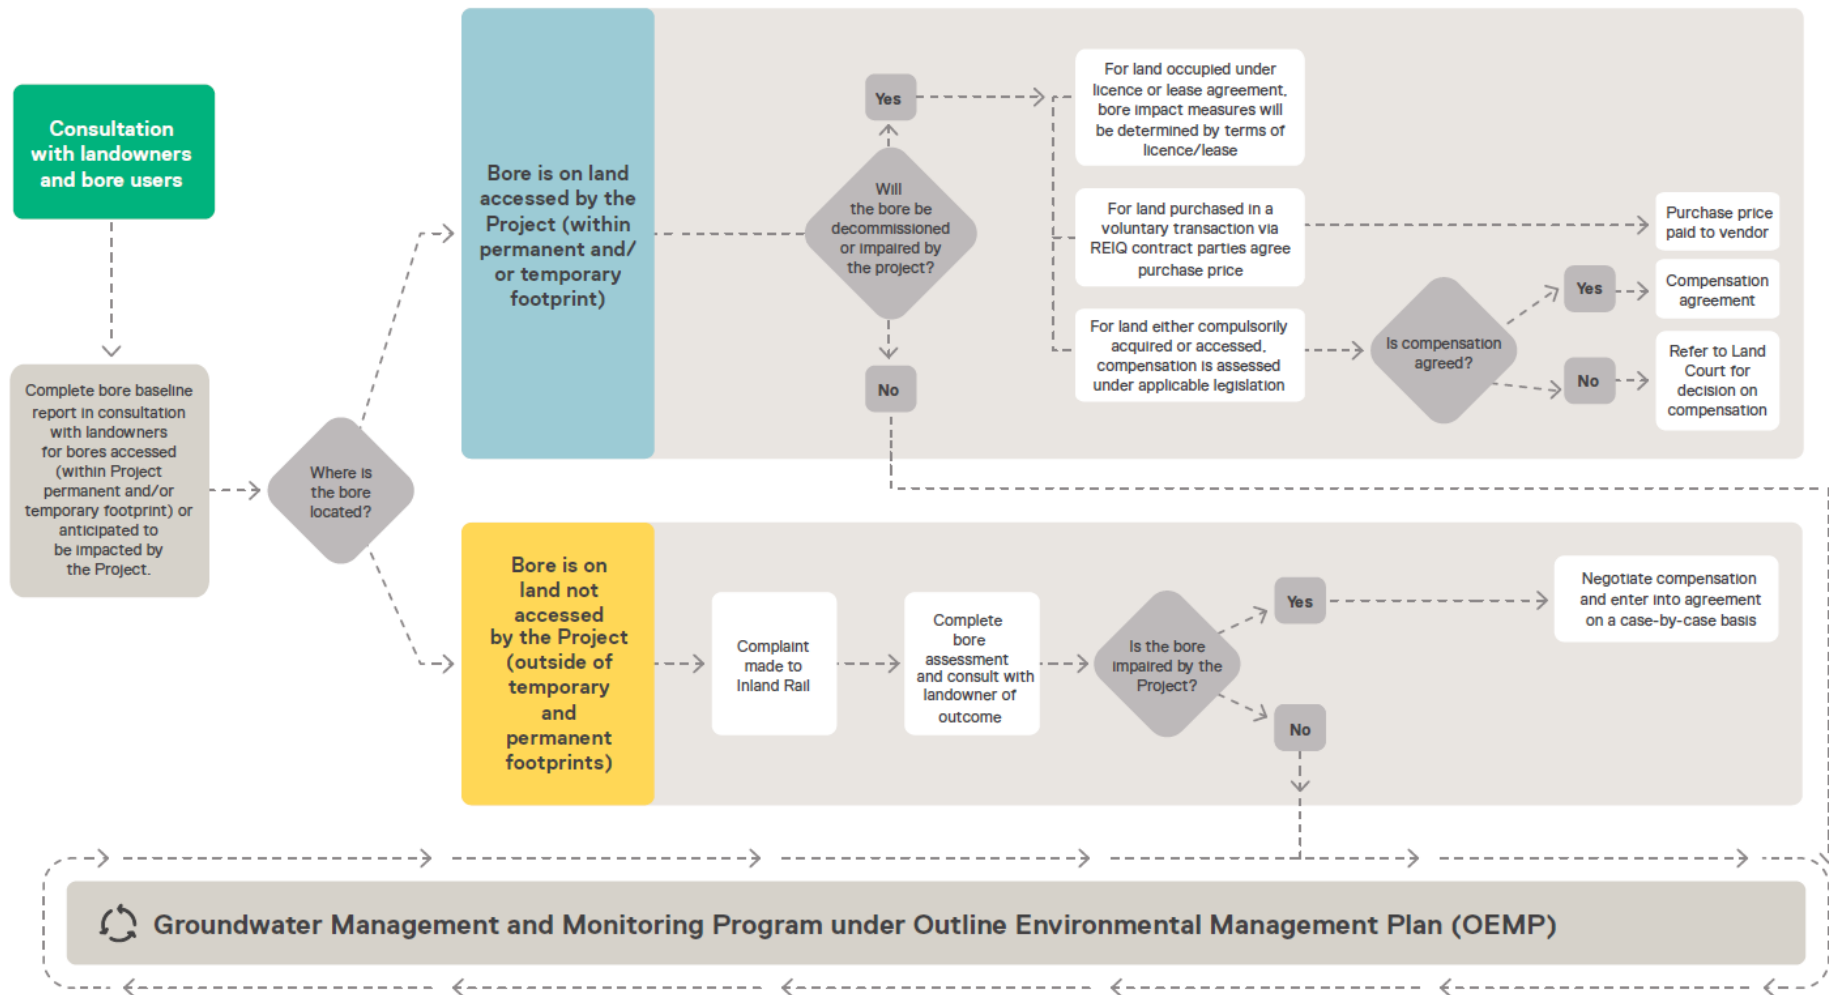 Consultation
with landowners
and bore users
Complete bore baseline
report in consultation
with landowners
for bores accessed
(within Project
permanent and/or
temporary footprint) or
anticipated to
be impacted by
the Project.
Where is
the bore
located?
Bore is on land
accessed by the
Project (within
permanent and/
or temporary
footprint)
Will
the bore be
decommissioned
or impaired by
the project?
Yes
No
For land occupied under
licence or lease agreement,
bore impact measures will
be determined by terms of
licence/lease
For land purchased in a
voluntary transaction via
REIQ contract parties agree
purchase price
Purchase price
paid to vendor
For land either compulsorily
acquired or accessed,
compensation is assessed
under applicable legislation
Is compensation
agreed?
Yes
Compensation
agreement
No
Refer to Land
Court for
decision on
compensation
Bore is on
land not
accessed
by the Project
(outside of
temporary
and
permanent
footprints)
Complaint
made to
Inland Rail
Complete
bore
assessment
and consult with
landowner of
outcome
Is the bore
impaired by the
Project?
Yes
Negotiate compensation
and enter into agreement
on a case-by-case basis
No
Groundwater Management and Monitoring Program under Outline Environmental Management Plan (OEMP)